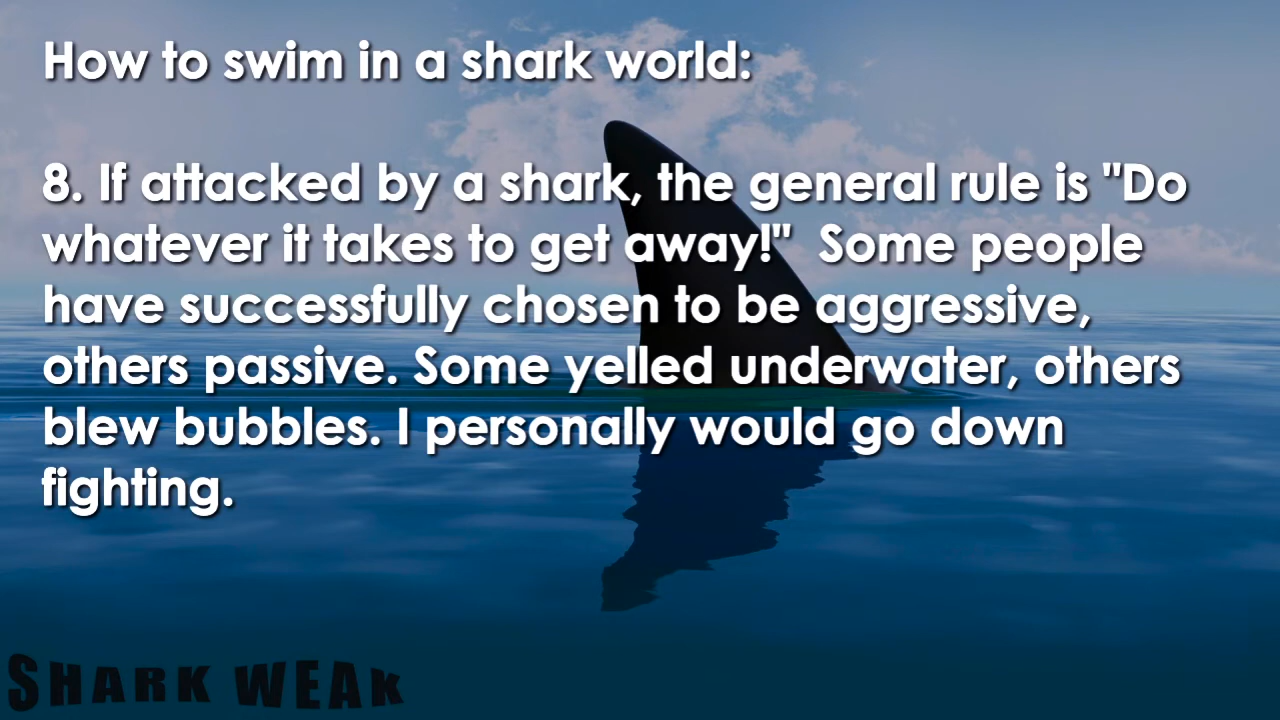 How to swim in a shark world:
8. If attacked by a shark, the general rule is "Do
whatever it takes to get away!"  Some people
have successfully chosen to be aggressive,
others passive. Some yelled underwater, others
blew bubbles. I personally would go down
fighting.
SHARK WEAK